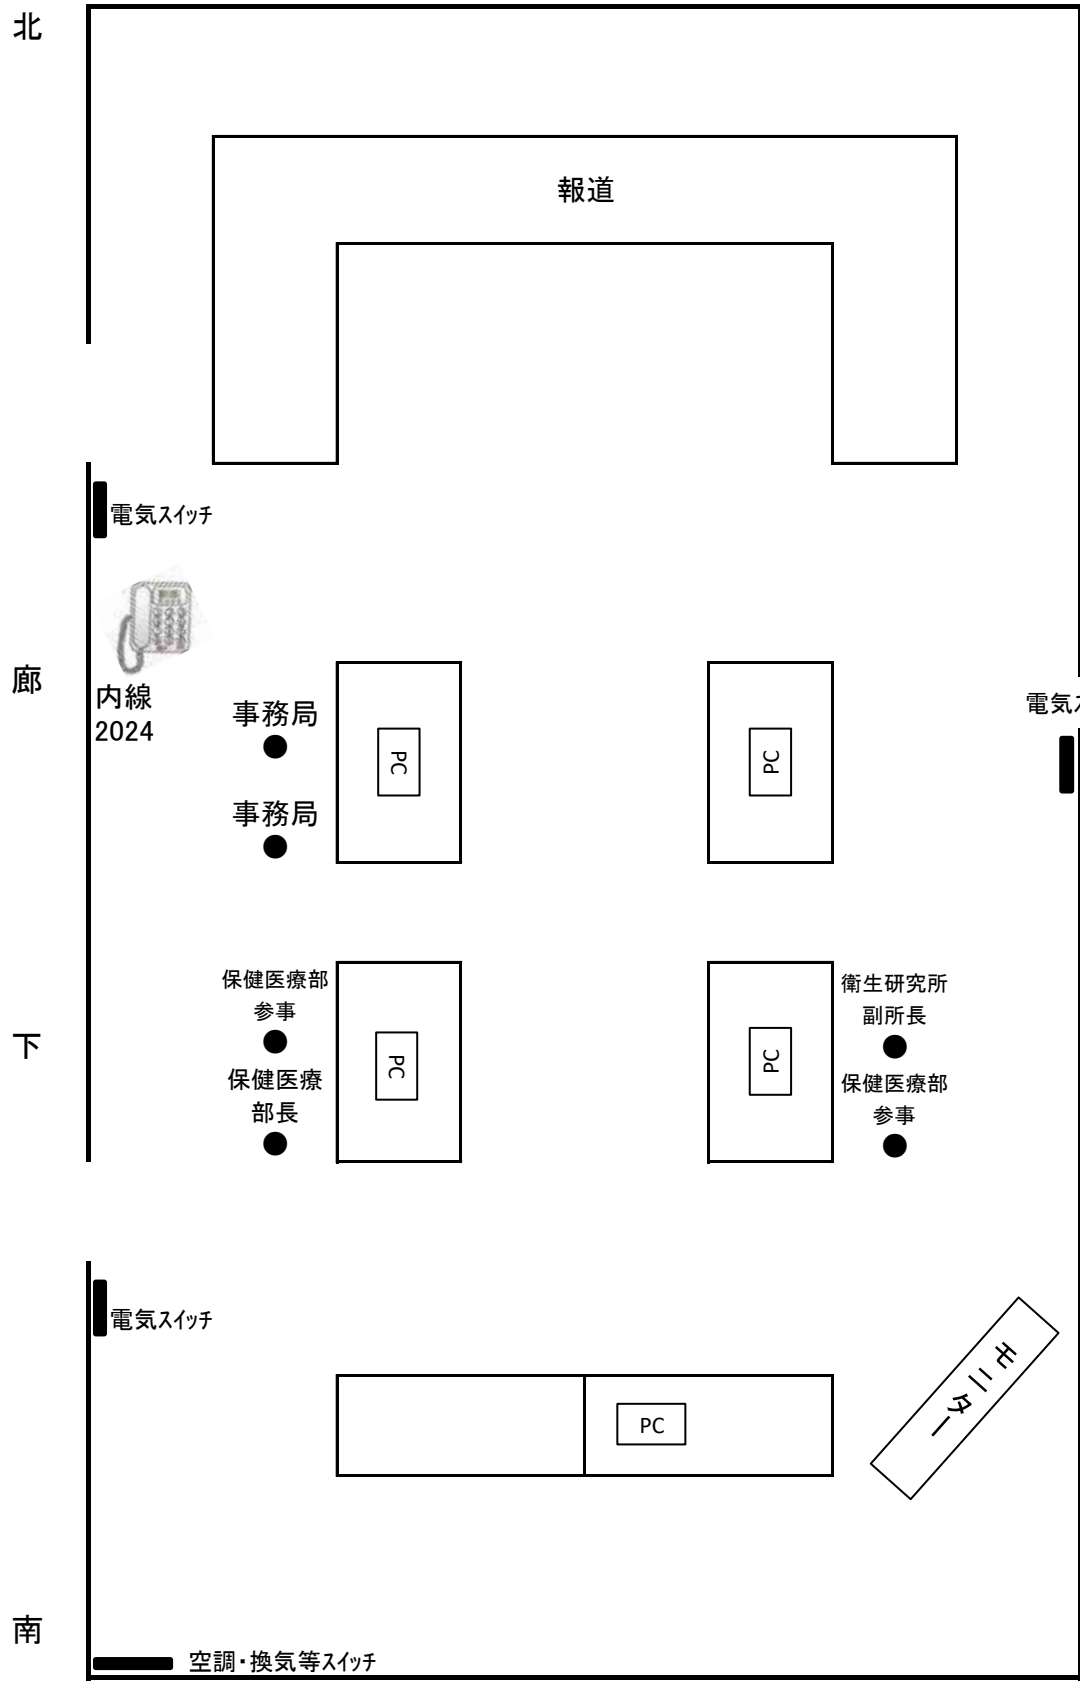 北
報道
電気スイッチ
廊
内線
2024
事務局
事務局
PC
PC
電気
保健医療部
参事
保健医療
部長
PC
PC
衛生研究所
副所長
保健医療部
参事
下
電気スイッチ
PC
モニター
南
空調・換気等スイッチ